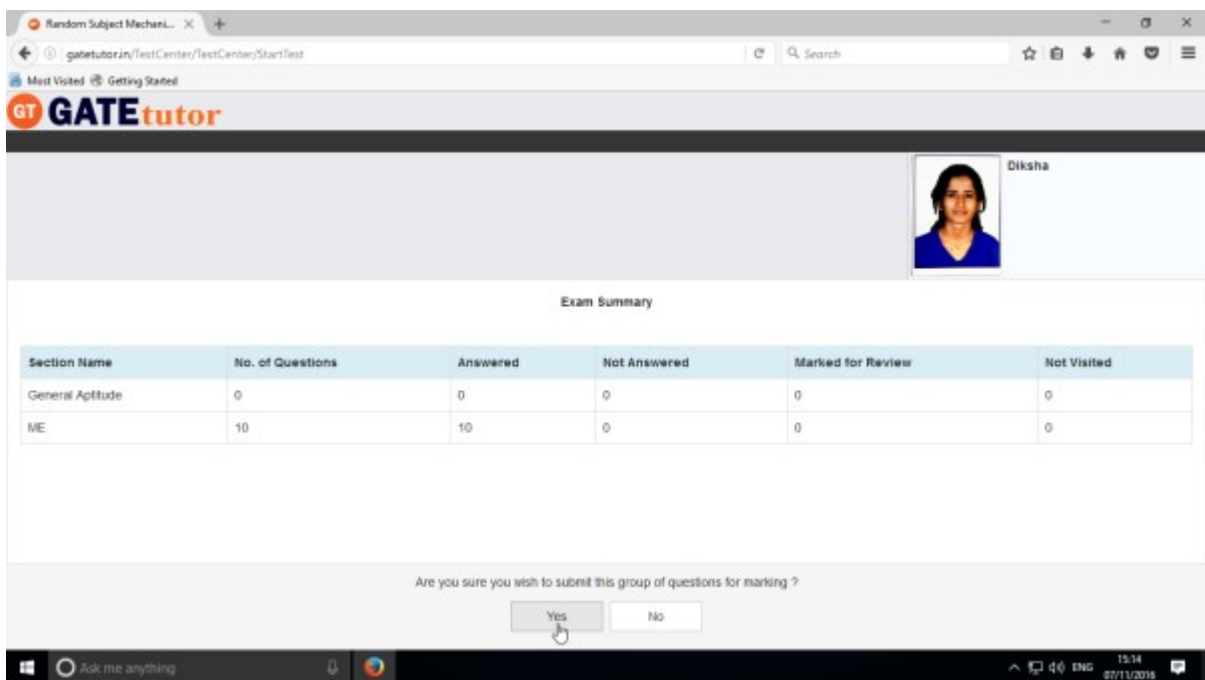 Random Subject Mechani...
gatetutor.in/TestCenter/TestCenter/StartTest
Search
Most Visited Getting Started
GT GATEtutor
Diksha
Exam Summary
Section Name No. of Questions Answered Not Answered Marked for Review Not Visited
General Aptitude 0 0 0 0 0
ME 10 10 0 0 0
Are you sure you wish to submit this group of questions for marking ?
Yes No
Ask me anything
ENG 15:14
07/11/2016